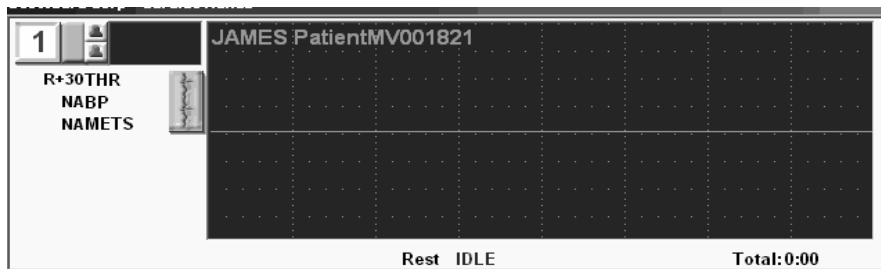 1
JAMES PatientMV001821
R+30THR
NABP
NAMETS
Rest IDLE Total:0:00